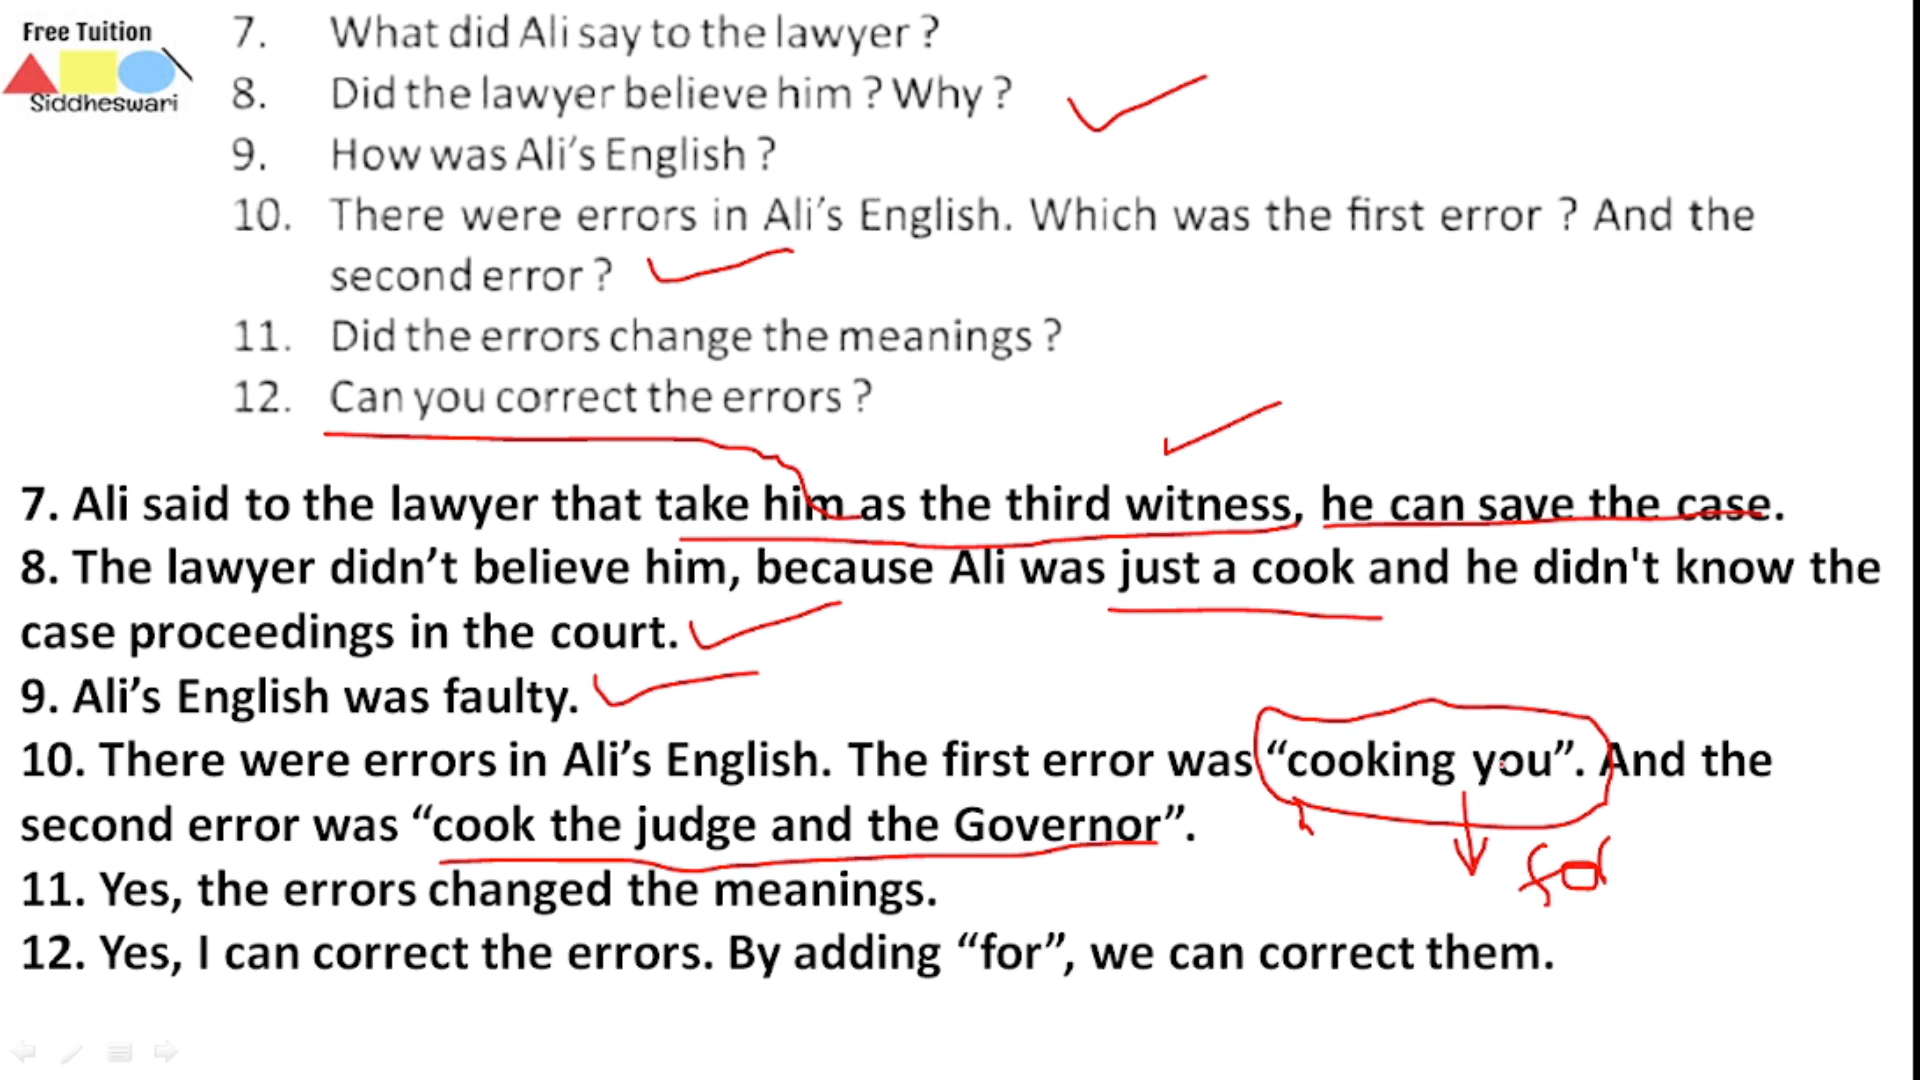 Free Tuition
Siddheswari
7. What did Ali say to the lawyer ?
8. Did the lawyer believe him ? Why ?
9. How was Ali's English ?
10. There were errors in Ali's English. Which was the first error ? And the
second error ?
11. Did the errors change the meanings ?
12. Can you correct the errors ?
7. Ali said to the lawyer that take him as the third witness, he can save the case.
8. The lawyer didn’t believe him, because Ali was just a cook and he didn't know the
case proceedings in the court.
9. Ali’s English was faulty.
10. There were errors in Ali’s English. The first error was “cooking you”. And the
second error was “cook the judge and the Governor”.
for
11. Yes, the errors changed the meanings.
12. Yes, I can correct the errors. By adding “for”, we can correct them.